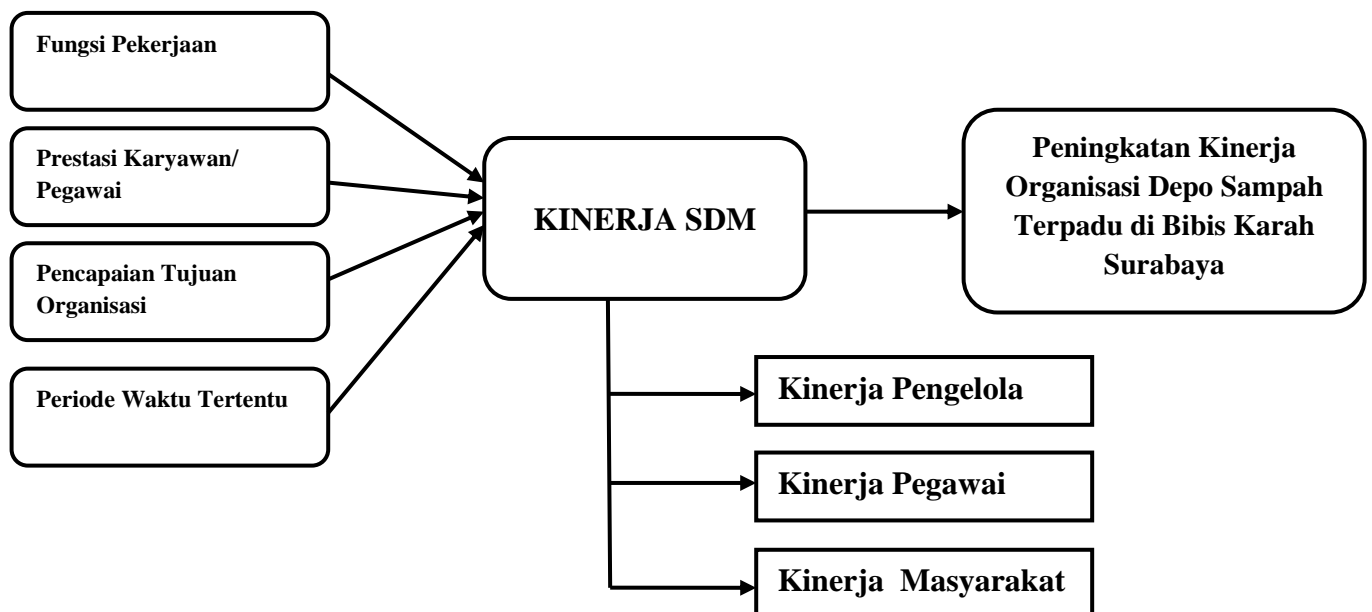 Fungsi Pekerjaan
Prestasi Karyawan/
Pegawai
Pencapaian Tujuan
Organisasi
Periode Waktu Tertentu
KINERJA SDM
Peningkatan Kinerja
Organisasi Depo Sampah
Terpadu di Bibis Karah
Surabaya
Kinerja Pengelola
Kinerja Pegawai
Kinerja Masyarakat